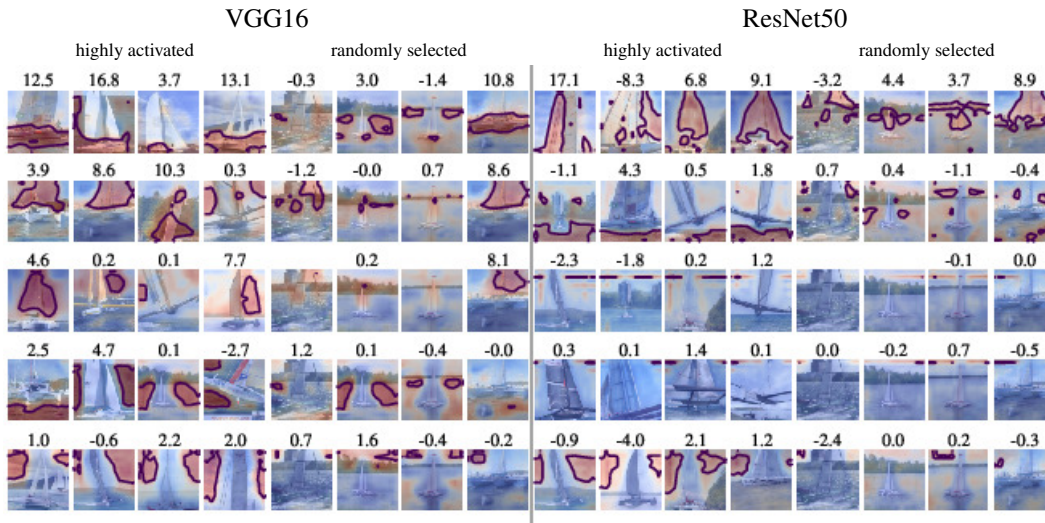 VGG16 ResNet50
highly activated randomly selected highly activated randomly selected
12.5 16.8 3.7 13.1 -0.3 3.0 -1.4 10.8 17.1 -8.3 6.8 9.1 -3.2 4.4 3.7 8.9
3.9 8.6 10.3 0.3 -1.2 -0.0 0.7 8.6 -1.1 4.3 0.5 1.8 0.7 0.4 -1.1 -0.4
4.6 0.2 0.1 7.7 0.2 8.1 -2.3 -1.8 0.2 1.2 -0.1 0.0
2.5 4.7 0.1 -2.7 1.2 0.1 -0.4 -0.0 0.3 0.1 1.4 0.1 0.0 -0.2 0.7 -0.5
1.0 -0.6 2.2 2.0 0.7 1.6 -0.4 -0.2 -0.9 -4.0 2.1 1.2 -2.4 0.0 0.2 -0.3